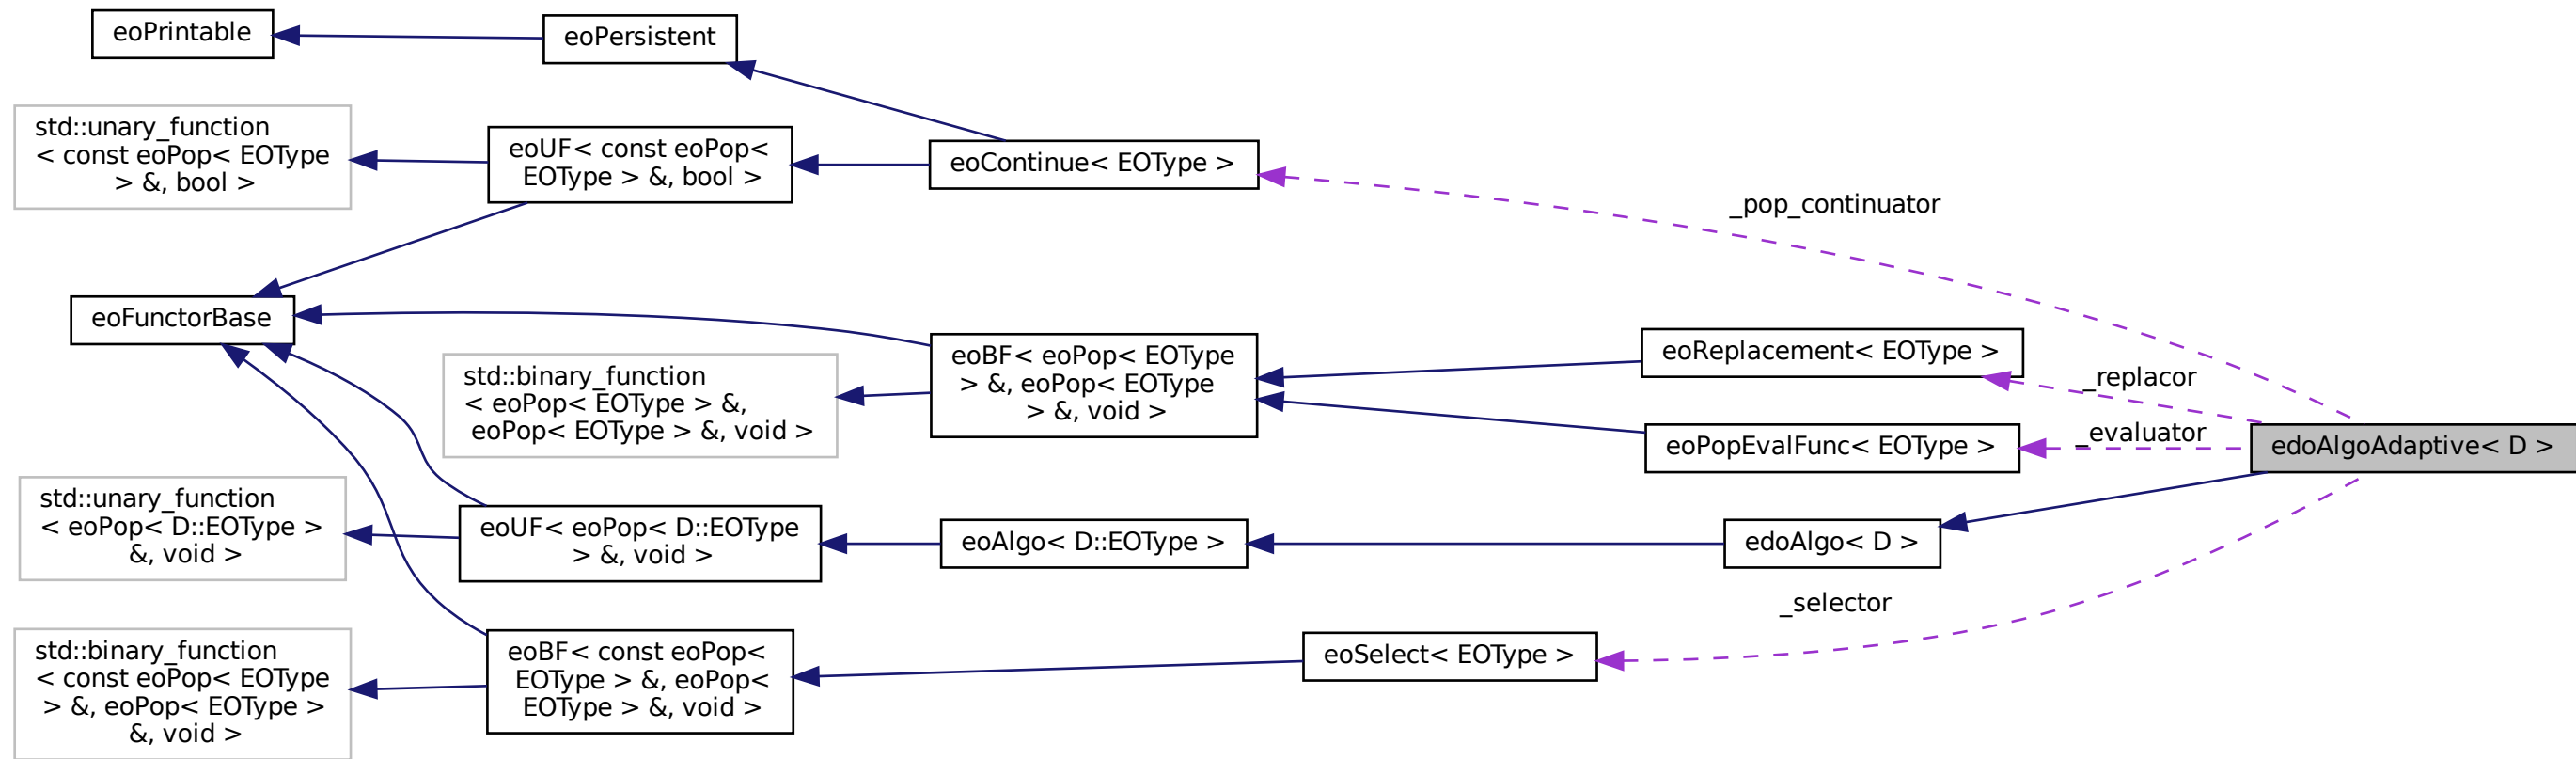 eoPrintable
eoPersistent
std::unary_function
< const eoPop< EOType
> &, bool >
eoUF< const eoPop<
EOType > &, bool >
eoContinue< EOType >
_pop_continuator
eoFunctorBase
std::binary_function
< eoPop< EOType > &,
eoPop< EOType > &, void >
eoBF< eoPop< EOType
> &, eoPop< EOType
> &, void >
eoReplacement< EOType >
_replacor
eoPopEvalFunc< EOType >
_evaluator
edoAlgoAdaptive< D >
std::unary_function
< eoPop< D::EOType >
&, void >
eoUF< eoPop< D::EOType
> &, void >
eoAlgo< D::EOType >
edoAlgo< D >
_selector
std::binary_function
< const eoPop< EOType
> &, eoPop< EOType >
&, void >
eoBF< const eoPop<
EOType > &, eoPop<
EOType > &, void >
eoSelect< EOType >